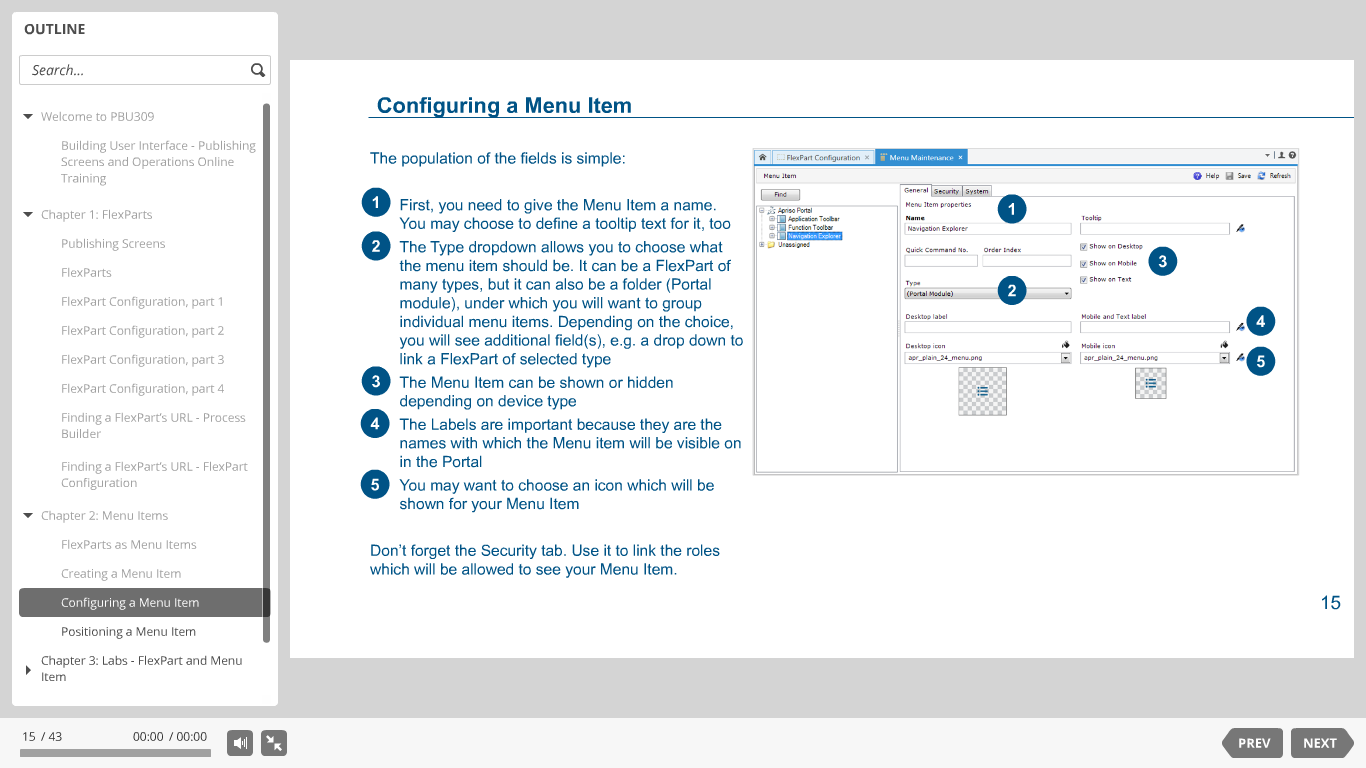 OUTLINE
Search...
Welcome to PBU309
Building User Interface - Publishing
Screens and Operations Online
Training
Chapter 1: FlexParts
Publishing Screens
FlexParts
FlexPart Configuration, part 1
FlexPart Configuration, part 2
FlexPart Configuration, part 3
FlexPart Configuration, part 4
Finding a FlexPart's URL - Process
Builder
Finding a FlexPart's URL - FlexPart
Configuration
Chapter 2: Menu Items
FlexParts as Menu Items
Creating a Menu Item
Configuring a Menu Item
Positioning a Menu Item
Chapter 3: Labs - FlexPart and Menu
Item
Configuring a Menu Item
The population of the fields is simple:
1 First, you need to give the Menu Item a name.
You may choose to define a tooltip text for it, too
2 The Type dropdown allows you to choose what
the menu item should be. It can be a FlexPart of
many types, but it can also be a folder (Portal
module), under which you will want to group
individual menu items. Depending on the choice,
you will see additional field(s), e.g. a drop down to
link a FlexPart of selected type
3 The Menu Item can be shown or hidden
depending on device type
4 The Labels are important because they are the
names with which the Menu item will be visible on
in the Portal
5 You may want to choose an icon which will be
shown for your Menu Item
Don't forget the Security tab. Use it to link the roles
which will be allowed to see your Menu Item.
FlexPart Configuration × Menu Maintenance ×
Menu Item Help Save Refresh
Find
Apriso Portal
Application Toolbar
Function Toolbar
Navigation Explorer
Unassigned
General Security System
Menu Item properties 1
Name Tooltip
Navigation Explorer
Quick Command No. Order Index
Show on Desktop
Show on Mobile 3
Show on Text
Type
(Portal Module) 2
Desktop label Mobile and Text label
4
Desktop icon Mobile icon
apr_plain_24_menu.png apr_plain_24_menu.png 5
15
15 / 43 00:00 / 00:00
PREV NEXT